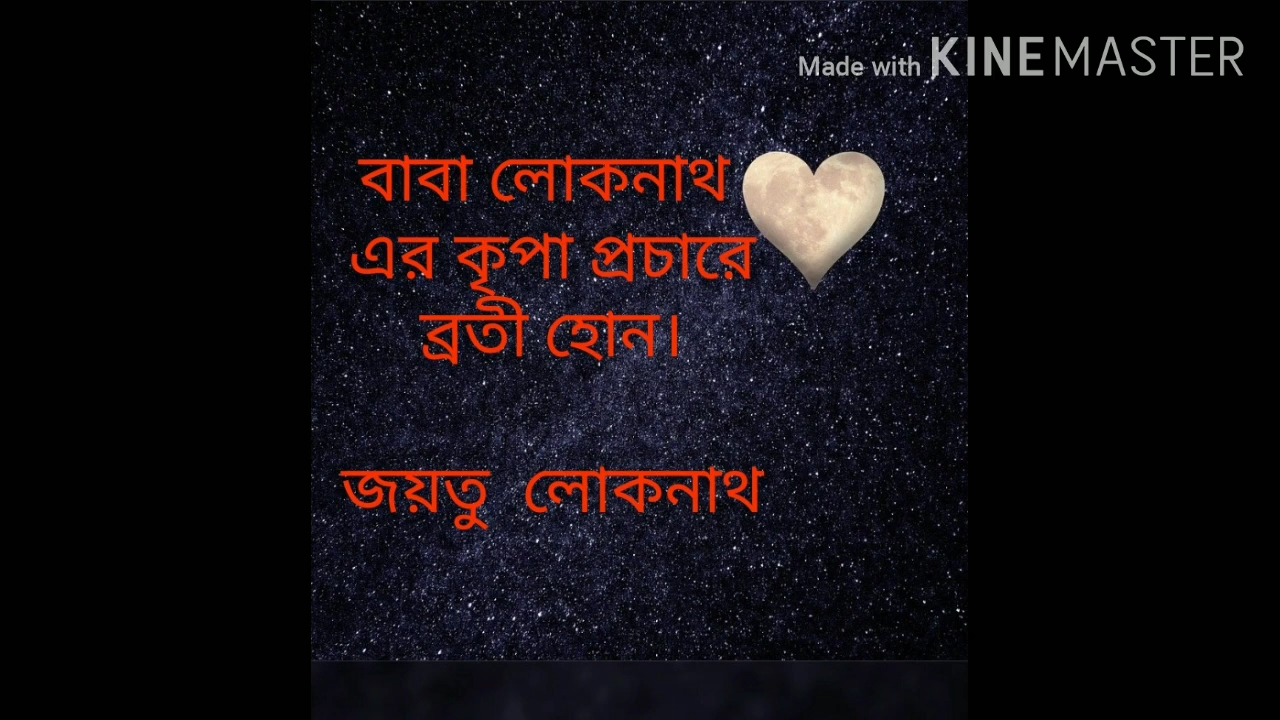 Made with KINEMASTER
বাবা লোকনাথ
এর কৃপা প্রচারে
ব্রতী হোন।
জয়তু লোকনাথ